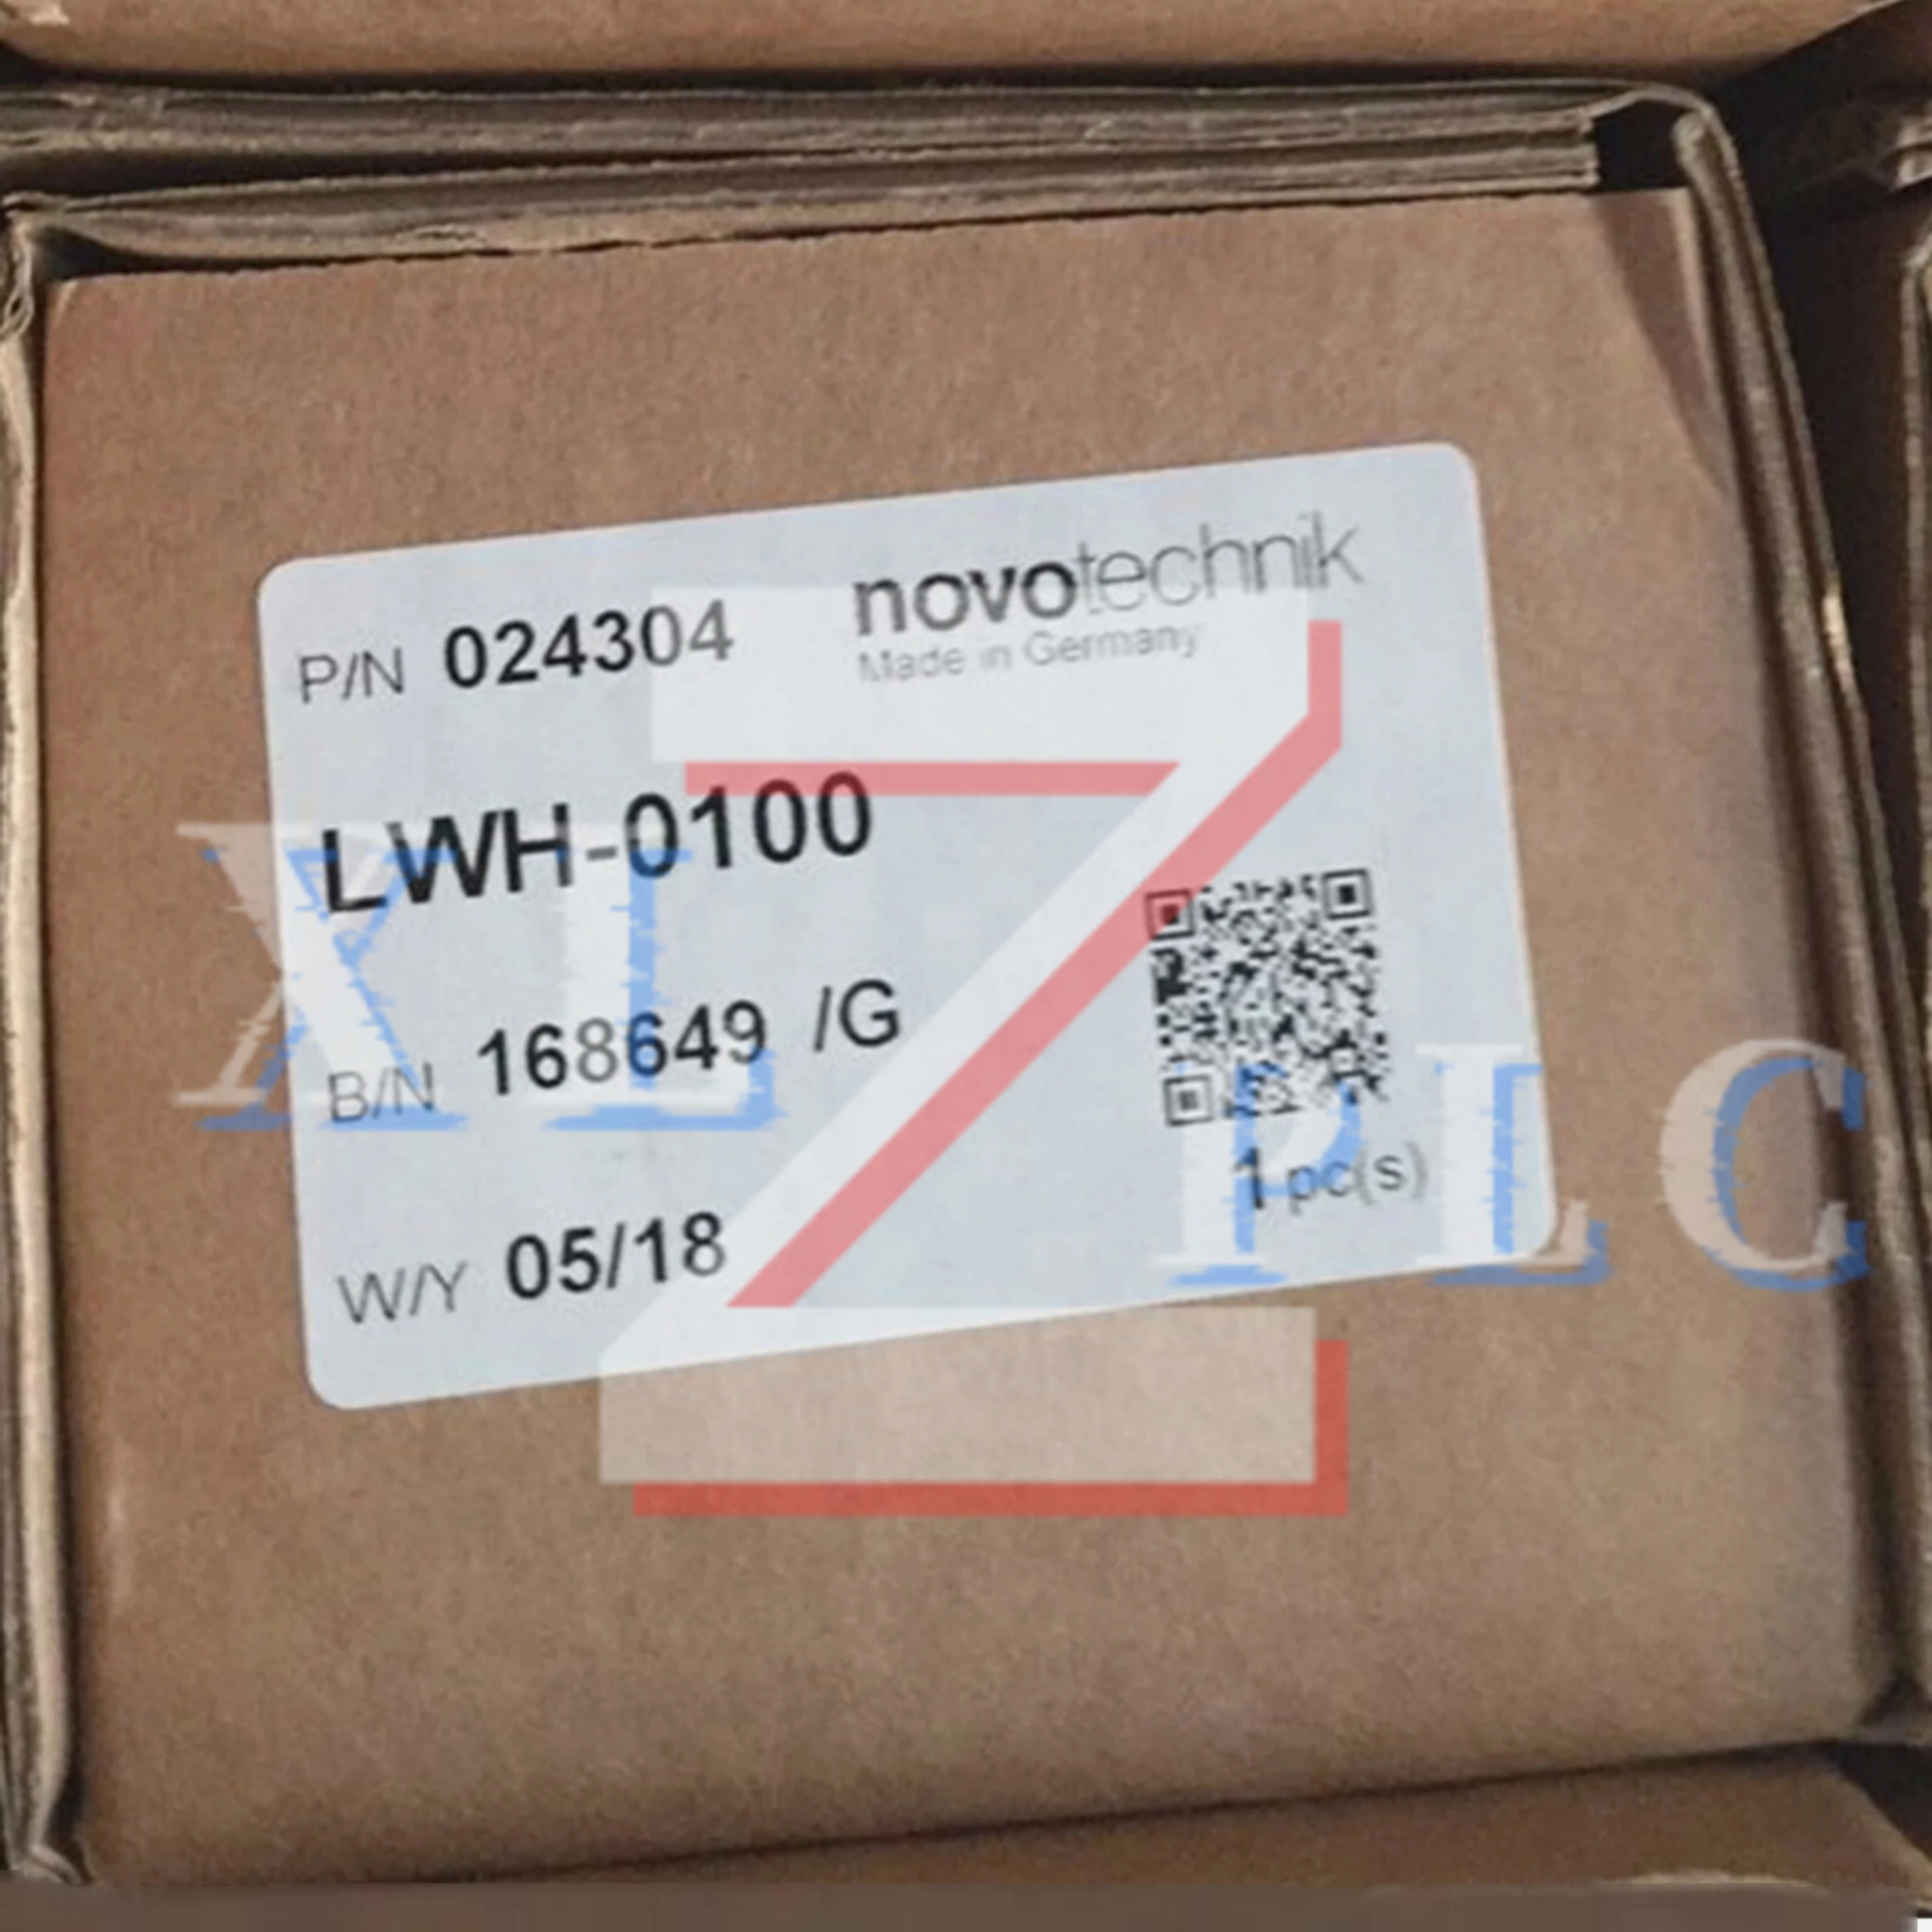 novotechnik
Made in Germany
P/N 024304
LWH-0100
B/N 168649 /G
1 pc(s)
W/Y 05/18
XL Z PLC